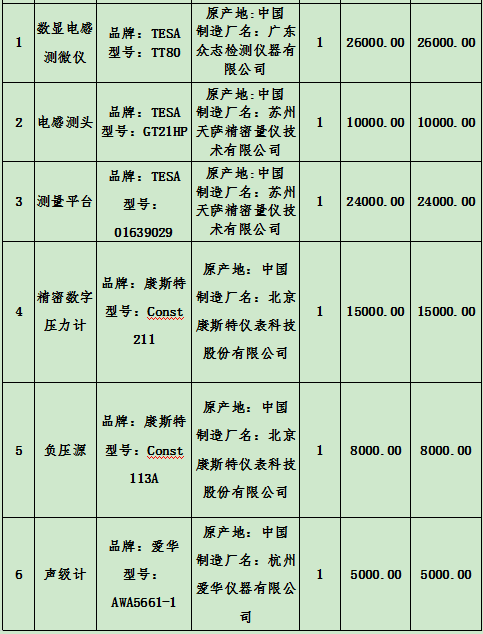 1
数显电感
测微仪
品牌：TESA
型号：TT80
原产地:中国
制造厂名：广东
众志检测仪器有
限公司
1
26000.00
26000.00
2
电感测头
品牌：TESA
型号：GT21HP
原产地:中国
制造厂名：苏州
天萨精密量仪技
术有限公司
1
10000.00
10000.00
3
测量平台
品牌：TESA
型号：
01639029
原产地:中国
制造厂名：苏州
天萨精密量仪技
术有限公司
1
24000.00
24000.00
4
精密数字
压力计
品牌：康斯特
型号：Const
211
原产地：中国
制造厂名：北京
康斯特仪表科技
股份有限公司
1
15000.00
15000.00
5
负压源
品牌：康斯特
型号：Const
113A
原产地：中国
制造厂名：北京
康斯特仪表科技
股份有限公司
1
8000.00
8000.00
6
声级计
品牌：爱华
型号：
AWA5661-1
原产地：中国
制造厂名：杭州
爱华仪器有限公
司
1
5000.00
5000.00